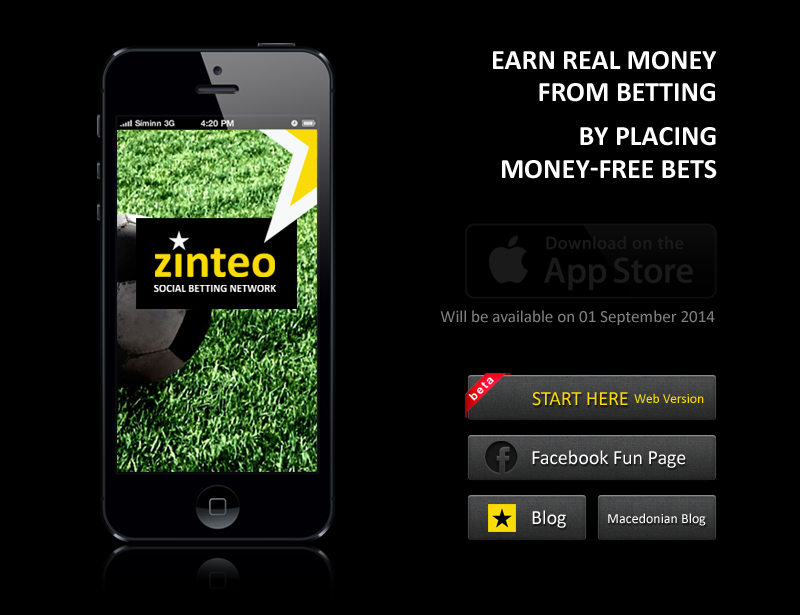 Siminn 3G 4:20 PM
zinteo
SOCIAL BETTING NETWORK
EARN REAL MONEY
FROM BETTING
BY PLACING
MONEY-FREE BETS
Download on the
App Store
Will be available on 01 September 2014
beta
START HERE Web Version
Facebook Fun Page
Blog
Macedonian Blog